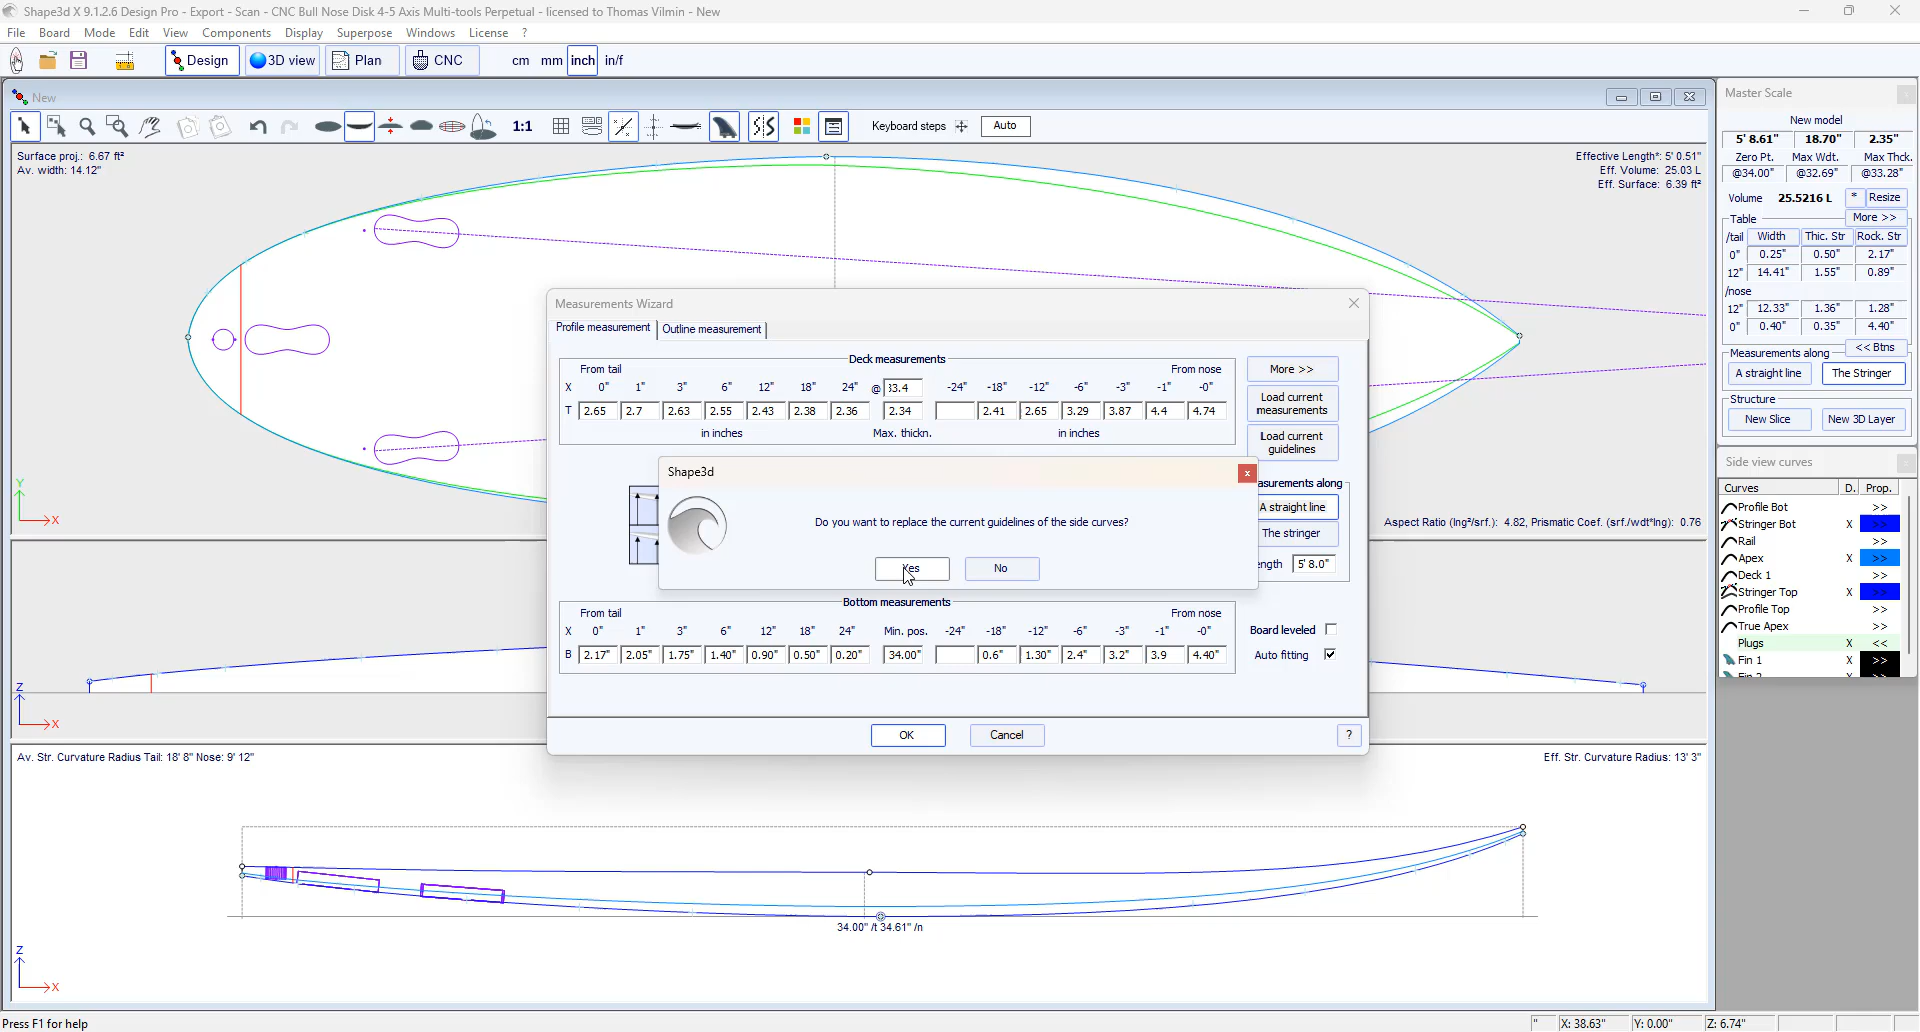 Shape3d X 9.1.2.6 Design Pro - Export - Scan - CNC Bull Nose Disk 4-5 Axis Multi-tools Perpetual - licensed to Thomas Vilmin - New
File Board Mode Edit View Components Display Superpose Windows License ?
Design 3D view Plan CNC cm mm inch in/f
New
1:1 Keyboard steps Auto
Surface proj.: 6.67 ft²
Av. width: 14.12"
Effective Length*: 5' 0.51"
Eff. Volume: 25.03 L
Eff. Surface: 6.39 ft²
Master Scale
New model
5' 8.61" 18.70" 2.35"
Zero Pt. Max Wdt. Max Thck.
@34.00" @32.69" @33.28"
Volume 25.5216 L * Resize
Table More >>
/tail Width Thic. Str Rock. Str
0" 0.25" 0.50" 2.17"
12" 14.41" 1.55" 0.89"
/nose
12" 12.33" 1.36" 1.28"
0" 0.40" 0.35" 4.40"
Measurements along << Btns
A straight line The Stringer
Structure
New Slice New 3D Layer
Side view curves
Curves D. Prop.
Profile Bot >>
Stringer Bot X >>
Rail >>
Apex X >>
Deck 1 >>
Stringer Top X >>
Profile Top >>
True Apex >>
Plugs X <<
Fin 1 X >>
Fin 2 X >>
Measurements Wizard
Profile measurement Outline measurement
Deck measurements
From tail From nose
X 0" 1" 3" 6" 12" 18" 24" @ 33.4 -24" -18" -12" -6" -3" -1" -0"
T 2.65 2.7 2.63 2.55 2.43 2.38 2.36 2.34 2.41 2.65 3.29 3.87 4.4 4.74
in inches Max. thickn. in inches
More >>
Load current
measurements
Load current
guidelines
asurements along
A straight line
The stringer
ength 5' 8.0"
Shape3d
Do you want to replace the current guidelines of the side curves?
Yes No
Aspect Ratio (lng²/srf.): 4.82, Prismatic Coef. (srf./wdt*lng): 0.76
Bottom measurements
From tail From nose
X 0" 1" 3" 6" 12" 18" 24" Min. pos. -24" -18" -12" -6" -3" -1" -0"
B 2.17" 2.05" 1.75" 1.40" 0.90" 0.50" 0.20" 34.00" 0.6" 1.30" 2.4" 3.2" 3.9 4.40"
Board leveled
Auto fitting
OK Cancel ?
Y
X
Z
X
Av. Str. Curvature Radius Tail: 18' 8" Nose: 9' 12"
Eff. Str. Curvature Radius: 13' 3"
34.00" /t 34.61" /n
Z
X
Press F1 for help
" X: 38.63" Y: 0.00" Z: 6.74"